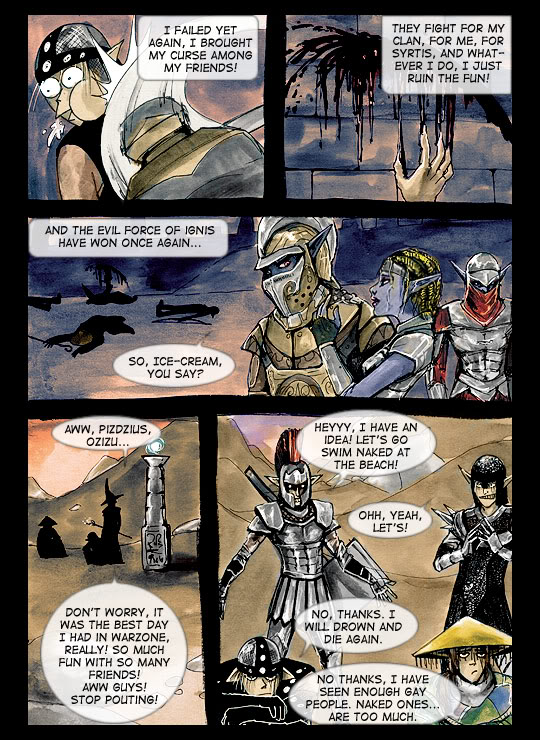 I FAILED YET
AGAIN, I BROUGHT
MY CURSE AMONG
MY FRIENDS!
THEY FIGHT FOR MY
CLAN, FOR ME, FOR
SYRTIS, AND WHAT-
EVER I DO, I JUST
RUIN THE FUN!
AND THE EVIL FORCE OF IGNIS
HAVE WON ONCE AGAIN...
SO, ICE-CREAM,
YOU SAY?
AWW, PIZDZIUS,
OZIZU...
DON'T WORRY, IT
WAS THE BEST DAY
I HAD IN WARZONE,
REALLY! SO MUCH
FUN WITH SO MANY
FRIENDS!
AWW GUYS!
STOP POUTING!
HEYYY, I HAVE AN
IDEA! LET'S GO
SWIM NAKED AT
THE BEACH!
OHH, YEAH,
LET'S!
NO, THANKS. I
WILL DROWN AND
DIE AGAIN.
NO THANKS, I HAVE
SEEN ENOUGH GAY
PEOPLE. NAKED ONES...
ARE TOO MUCH.